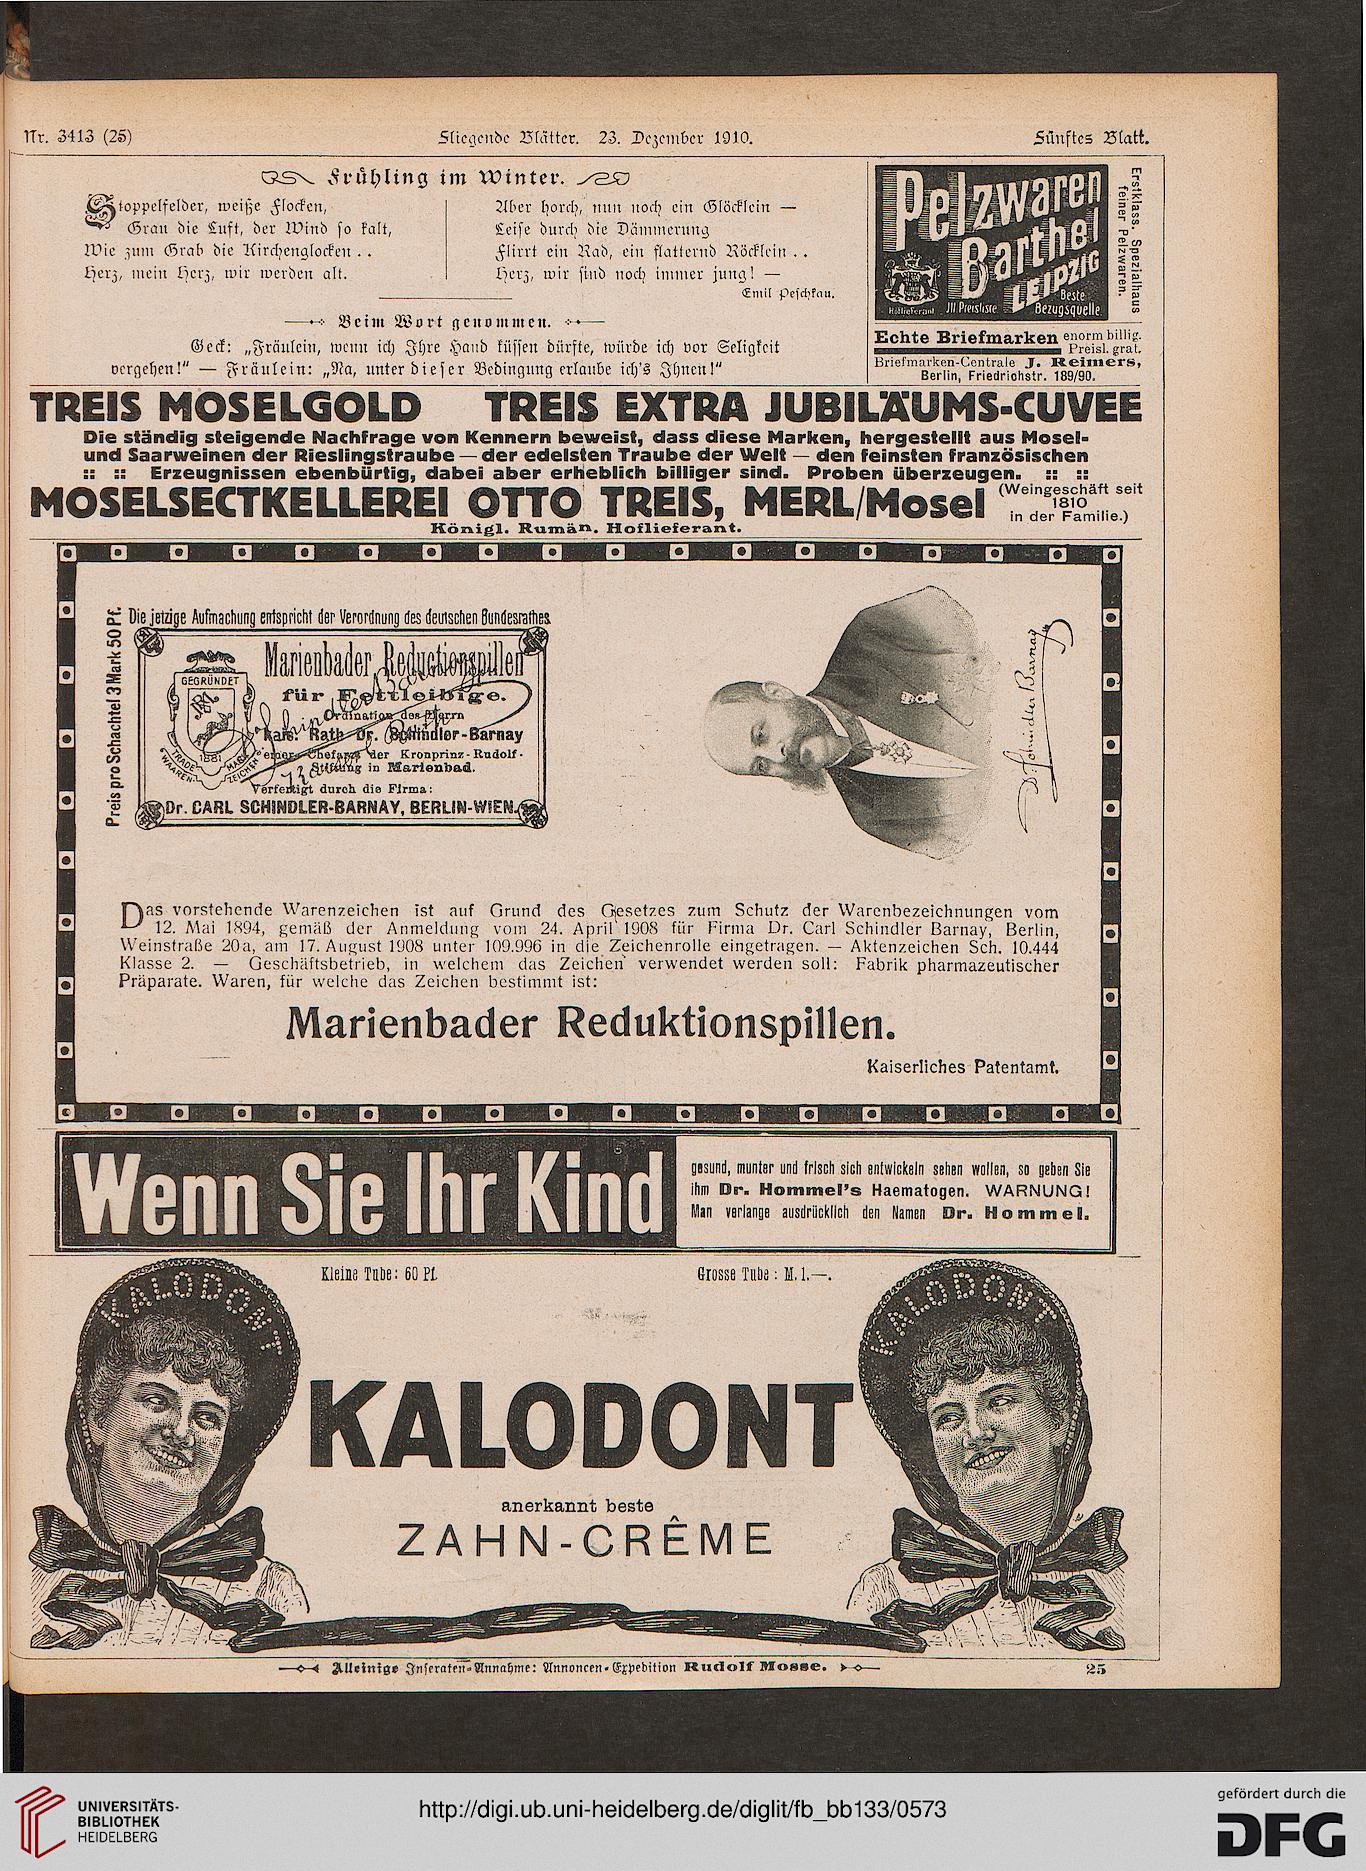 Nr. 3413 (25)
Fliegende Blätter. 23. Dezember 1910.
Fünftes Blatt.
Frühling im Winter.
Stoppelfelder, weiße Flocken,
Grau die Luft, der Wind so kalt,
Wie zum Grab die Kirchenglocken . .
Herz, mein Herz, wir werden alt.
Aber horch, nun noch ein Glöcklein —
Leise durch die Dämmerung
Flirrt ein Rad, ein flatternd Röcklein . .
Herz, wir sind noch immer jung! —
Emil Peschkau.
Beim Wort genommen.
Geck: „Fräulein, wenn ich Ihre Hand küssen dürfte, würde ich vor Seligkeit
vergehen!" — Fräulein: „Na, unter dieser Bedingung erlaube ich's Ihnen!"
Pelzwaren
Barthel
LEIPZIG
Hoflieferant
Jll Preisliste
Beste
Bezugsquelle
Erstklass. Spezialhaus
feiner Pelzwaren.
Echte Briefmarken enorm billig.
Preisl. grat.
Briefmarken-Centrale J. Reimers,
Berlin, Friedrichstr. 189/90.
TREIS MOSELGOLD TREIS EXTRA JUBILÄUMS-CUVEE
Die ständig steigende Nachfrage von Kennern beweist, dass diese Marken, hergestellt aus Mosel-
und Saarweinen der Rieslingstraube — der edelsten Traube der Welt — den feinsten französischen
:: :: Erzeugnissen ebenbürtig, dabei aber erheblich billiger sind. Proben überzeugen. :: ::
MOSELSECTKELLEREI OTTO TREIS, MERL/Mosel
(Weingeschäft seit
1810
in der Familie.)
Königl. Rumän. Hoflieferant.
Preis pro Schachtel 3 Mark 50 Pf.
Die jetzige Aufmachung entspricht der Verordnung des deutschen Bundesrathes
GEGRÜNDET
1881
TRADE MARK
WAAREN-ZEICHEN
Marienbader Reductionspillen
für Fettleibige.
Ordination des Herrn
kais. Rath Dr. Schindler-Barnay
emer. Chefarzt der Kronprinz-Rudolf-
Stiftung in Marienbad.
Verfertigt durch die Firma:
Dr. CARL SCHINDLER-BARNAY, BERLIN-WIEN.
Dr. Schindler Barnay
Das vorstehende Warenzeichen ist auf Grund des Gesetzes zum Schutz der Warenbezeichnungen vom
12. Mai 1894, gemäß der Anmeldung vom 24. April 1908 für Firma Dr. Carl Schindler Barnay, Berlin,
Weinstraße 20a, am 17. August 1908 unter 109.996 in die Zeichenrolle eingetragen. — Aktenzeichen Sch. 10.444
Klasse 2. — Geschäftsbetrieb, in welchem das Zeichen verwendet werden soll: Fabrik pharmazeutischer
Präparate. Waren, für welche das Zeichen bestimmt ist:
Marienbader Reduktionspillen.
Kaiserliches Patentamt.
Wenn Sie Ihr Kind
gesund, munter und frisch sich entwickeln sehen wollen, so geben Sie
ihm Dr. Hommel's Haematogen. WARNUNG!
Man verlange ausdrücklich den Namen Dr. Hommel.
Kleine Tube: 60 Pf.
Grosse Tube: M. 1.—.
KALODONT
KALODONT
KALODONT
anerkannt beste
ZAHN-CRÊME
Alleinige Inseraten-Annahme: Annoncen-Expedition Rudolf Mosse.
25
UNIVERSITÄTS-
BIBLIOTHEK
HEIDELBERG
http://digi.ub.uni-heidelberg.de/diglit/fb_bb133/0573
gefördert durch die
DFG